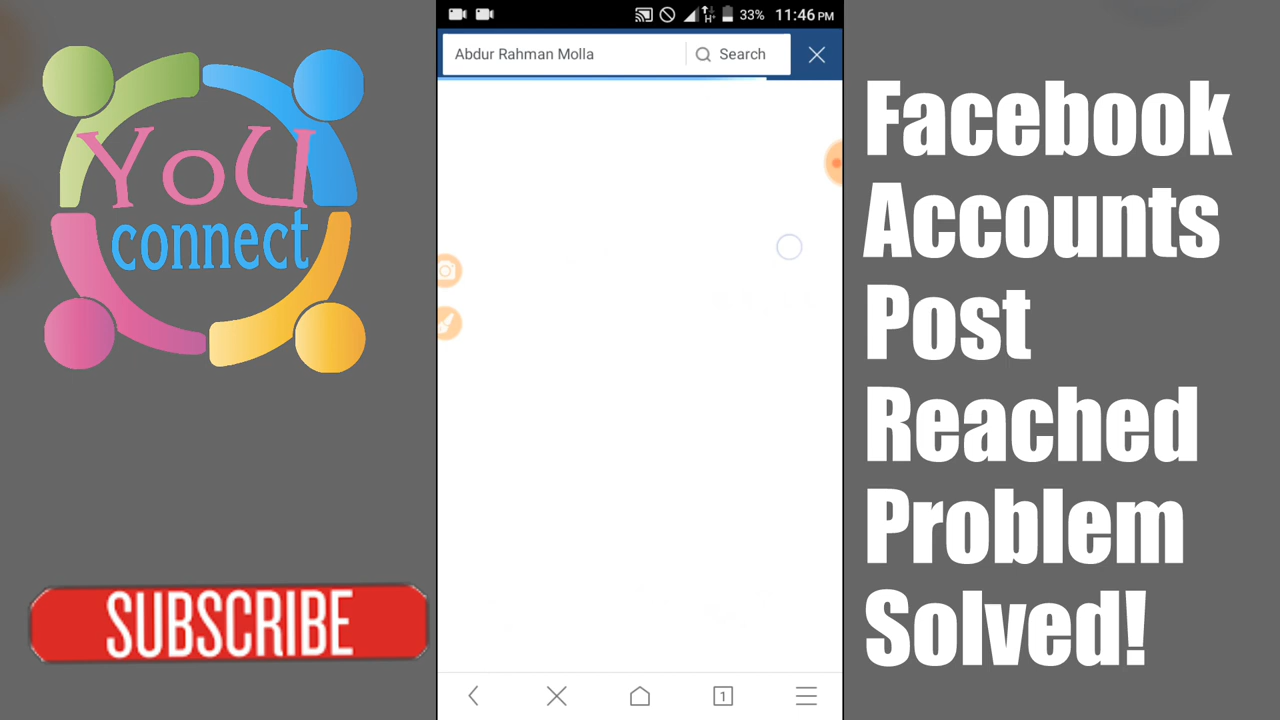 YoU
connect
SUBSCRIBE
33% 11:46 PM
H+
Abdur Rahman Molla
Search
1
Facebook
Accounts
Post
Reached
Problem
Solved!